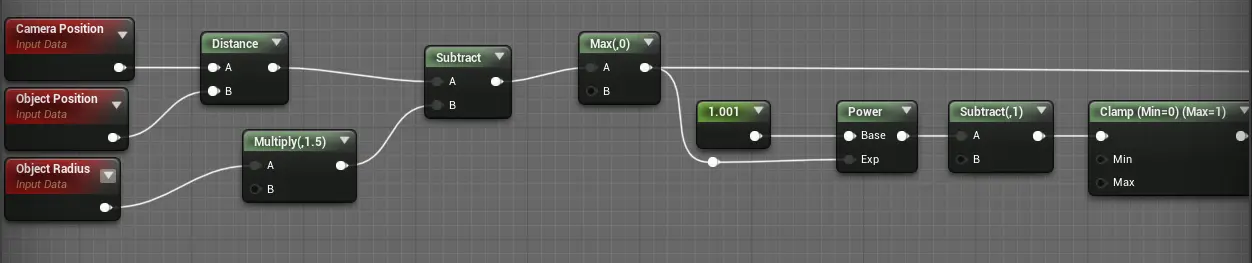 Camera Position
Input Data
Object Position
Input Data
Object Radius
Input Data
Distance
A
B
Multiply(,1.5)
A
B
Subtract
A
B
Max(,0)
A
B
1.001
Power
Base
Exp
Subtract(,1)
A
B
Clamp (Min=0) (Max=1)
Min
Max